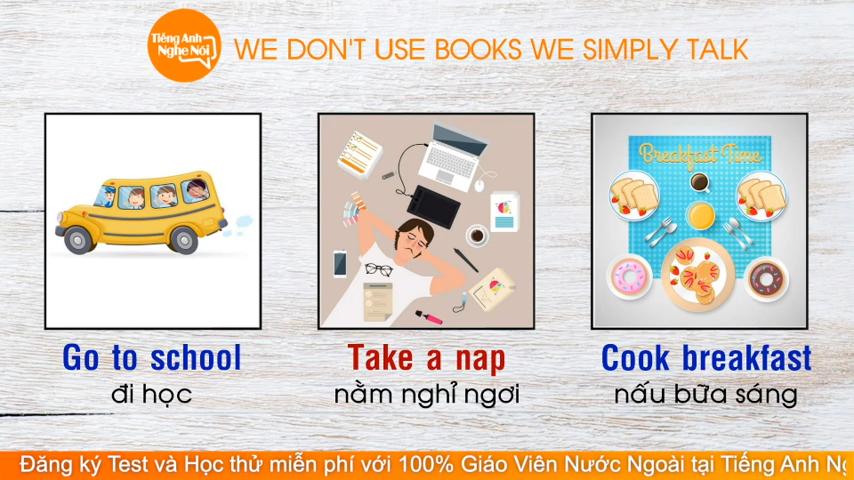 Tiếng Anh
Nghe Nói
WE DON'T USE BOOKS WE SIMPLY TALK
Breakfast Time
Go to school
Take a nap
Cook breakfast
đi học
nằm nghỉ ngơi
nấu bữa sáng
Đăng ký Test và Học thử miễn phí với 100% Giáo Viên Nước Ngoài tại Tiếng Anh